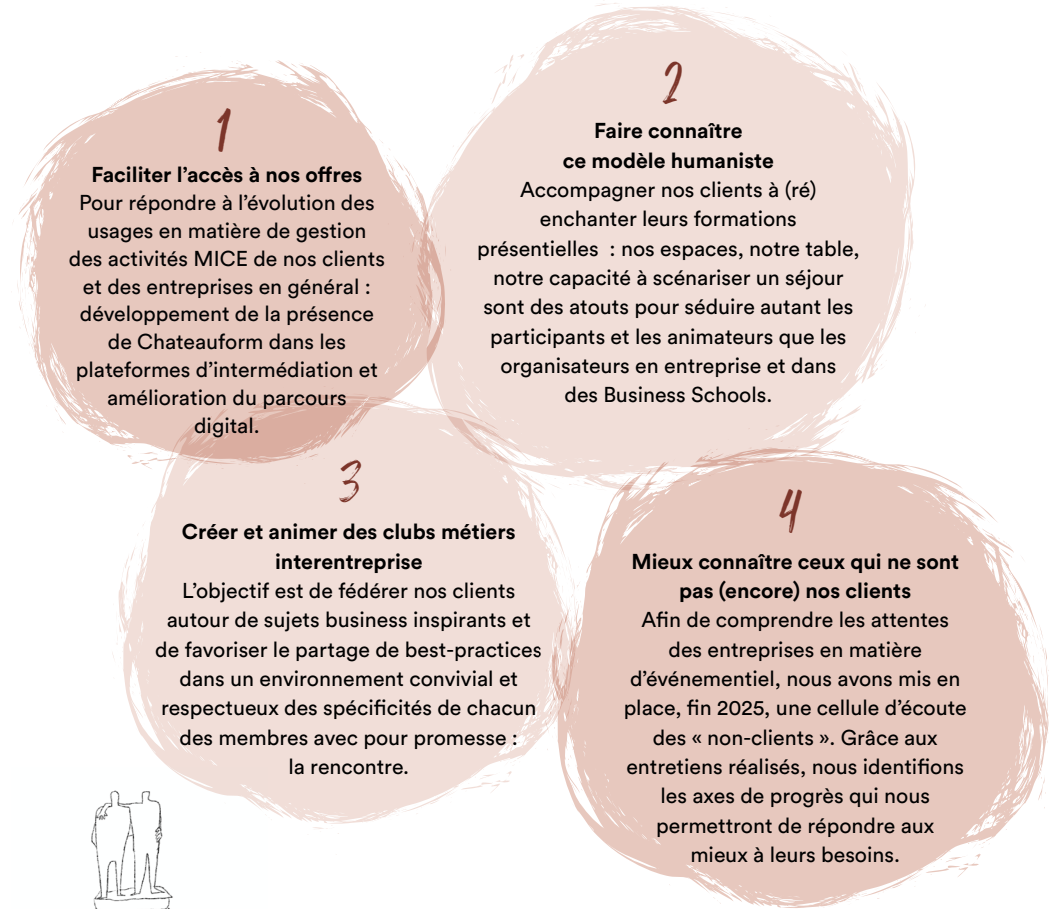 1
Faciliter l'accès à nos offres
Pour répondre à l'évolution des
usages en matière de gestion
des activités MICE de nos clients
et des entreprises en général :
développement de la présence
de Chateauform dans les
plateformes d'intermédiation et
amélioration du parcours
digital.
2
Faire connaître
ce modèle humaniste
Accompagner nos clients à (ré)
enchanter leurs formations
présentielles  : nos espaces, notre table,
notre capacité à scénariser un séjour
sont des atouts pour séduire autant les
participants et les animateurs que les
organisateurs en entreprise et dans
des Business Schools.
3
Créer et animer des clubs métiers
interentreprise
L'objectif est de fédérer nos clients
autour de sujets business inspirants et
de favoriser le partage de best-practices
dans un environnement convivial et
respectueux des spécificités de chacun
des membres avec pour promesse :
la rencontre.
4
Mieux connaître ceux qui ne sont
pas (encore) nos clients
Afin de comprendre les attentes
des entreprises en matière
d'événementiel, nous avons mis en
place, fin 2025, une cellule d'écoute
des « non-clients ». Grâce aux
entretiens réalisés, nous identifions
les axes de progrès qui nous
permettront de répondre aux
mieux à leurs besoins.